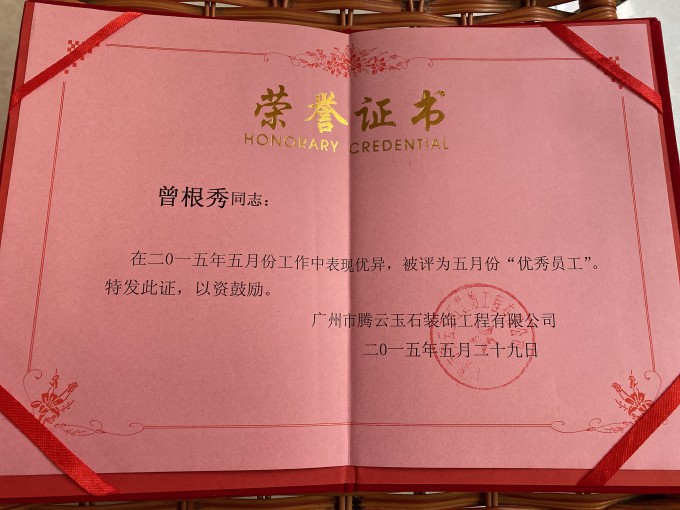 荣誉证书
HONORARY CREDENTIAL
曾根秀同志：
在二0一五年五月份工作中表现优异，被评为五月份“优秀员工”。
特发此证，以资鼓励。
广州市腾云玉石装饰工程有限公司
二0一五年五月二十九日